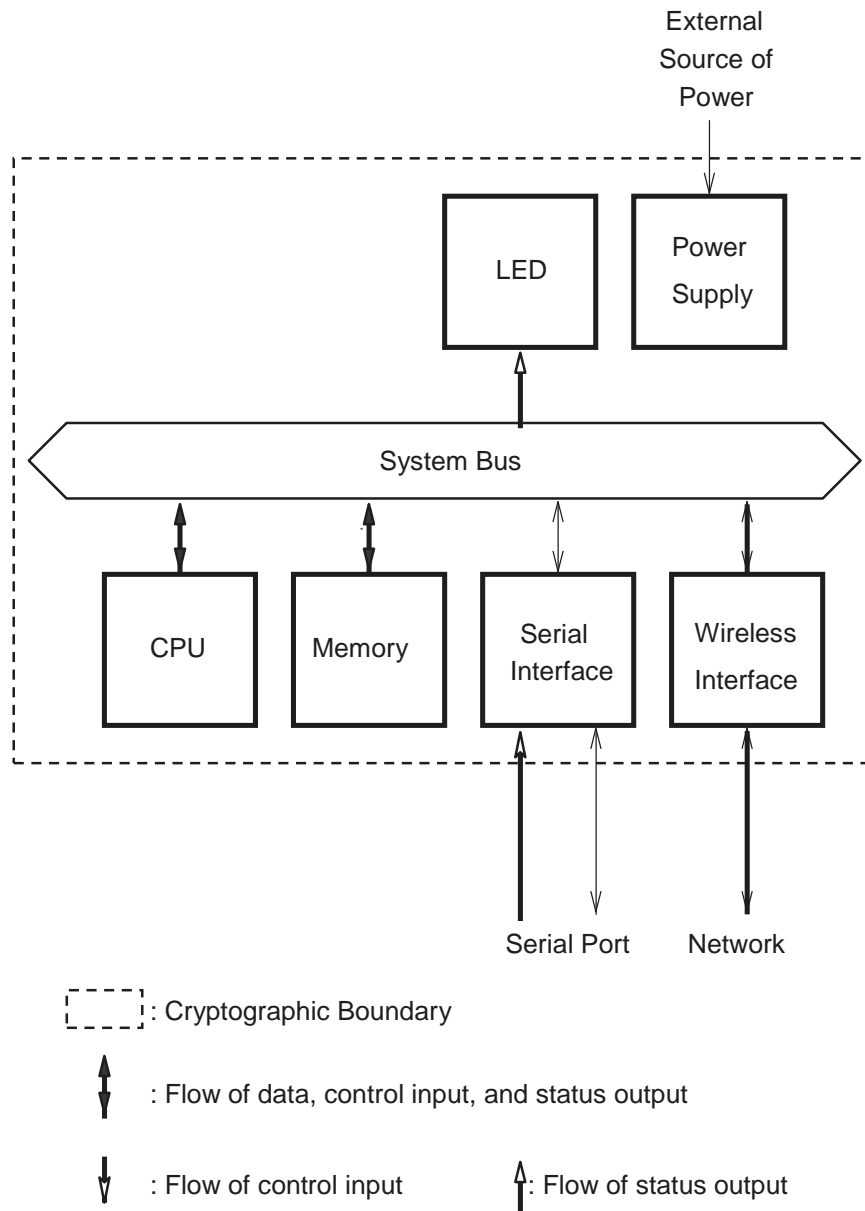 External
Source of
Power
LED
Power
Supply
System Bus
CPU
Memory
Serial
Interface
Wireless
Interface
Serial Port
Network
: Cryptographic Boundary
: Flow of data, control input, and status output
: Flow of control input
: Flow of status output